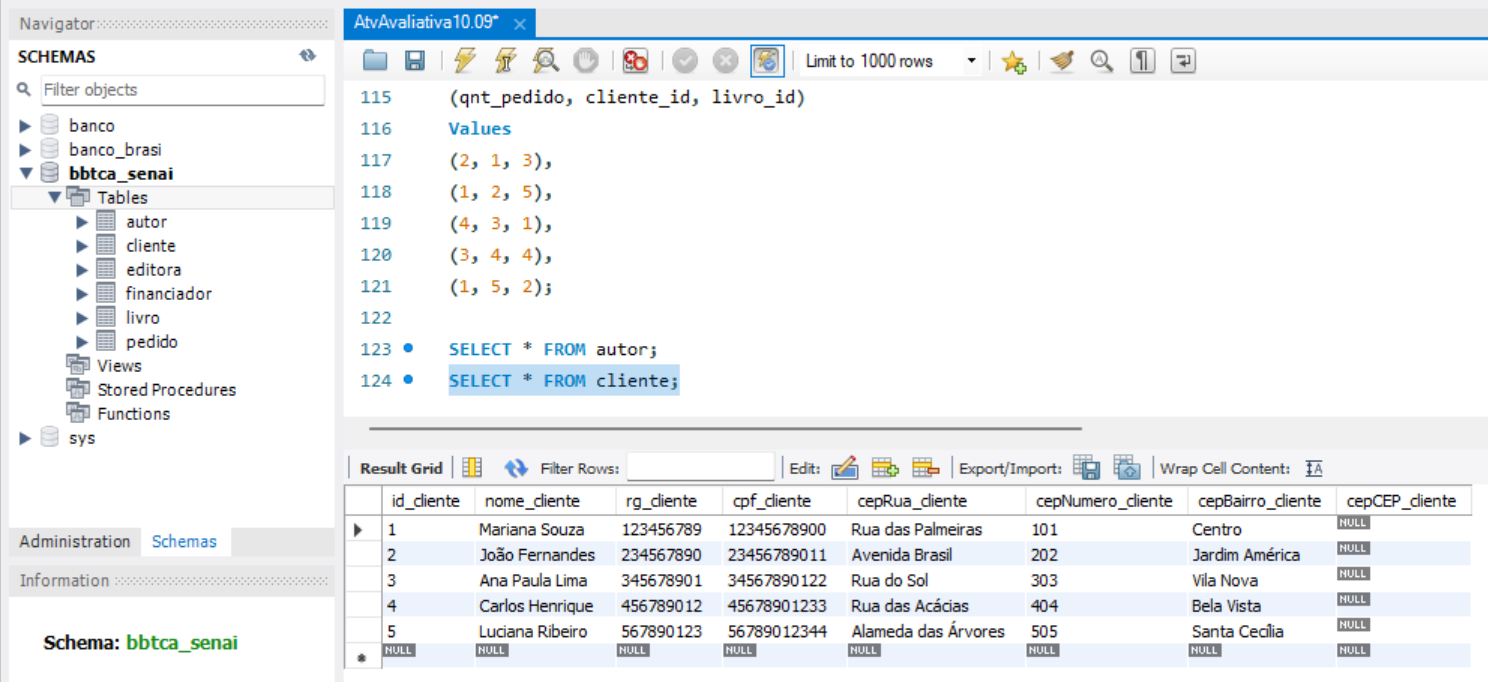 Navigator
SCHEMAS
Filter objects
banco
banco_brasi
bbtca_senai
Tables
autor
cliente
editora
financiador
livro
pedido
Views
Stored Procedures
Functions
sys
Administration Schemas
Information
Schema: bbtca_senai
AtvAvaliativa10.09* ×
Limit to 1000 rows
115 (qnt_pedido, cliente_id, livro_id)
116 Values
117 (2, 1, 3),
118 (1, 2, 5),
119 (4, 3, 1),
120 (3, 4, 4),
121 (1, 5, 2);
122
123 SELECT * FROM autor;
124 SELECT * FROM cliente;
Result Grid Filter Rows: Edit: Export/Import: Wrap Cell Content:
id_cliente nome_cliente rg_cliente cpf_cliente cepRua_cliente cepNumero_cliente cepBairro_cliente cepCEP_cliente
1 Mariana Souza 123456789 12345678900 Rua das Palmeiras 101 Centro NULL
2 João Fernandes 234567890 23456789011 Avenida Brasil 202 Jardim América NULL
3 Ana Paula Lima 345678901 34567890122 Rua do Sol 303 Vila Nova NULL
4 Carlos Henrique 456789012 45678901233 Rua das Acácias 404 Bela Vista NULL
5 Luciana Ribeiro 567890123 56789012344 Alameda das Árvores 505 Santa Cecília NULL
NULL NULL NULL NULL NULL NULL NULL NULL